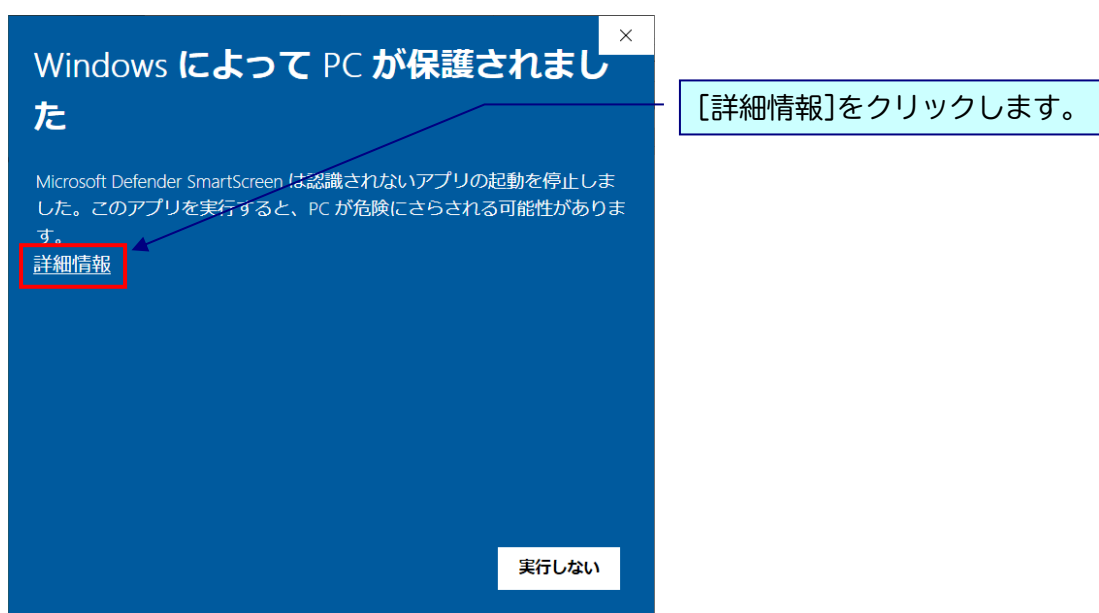 Windows によって PC が保護されまし
た
[詳細情報]をクリックします。
Microsoft Defender SmartScreen は認識されないアプリの起動を停止しま
した。このアプリを実行すると、PC が危険にさらされる可能性がありま
す。
詳細情報
実行しない